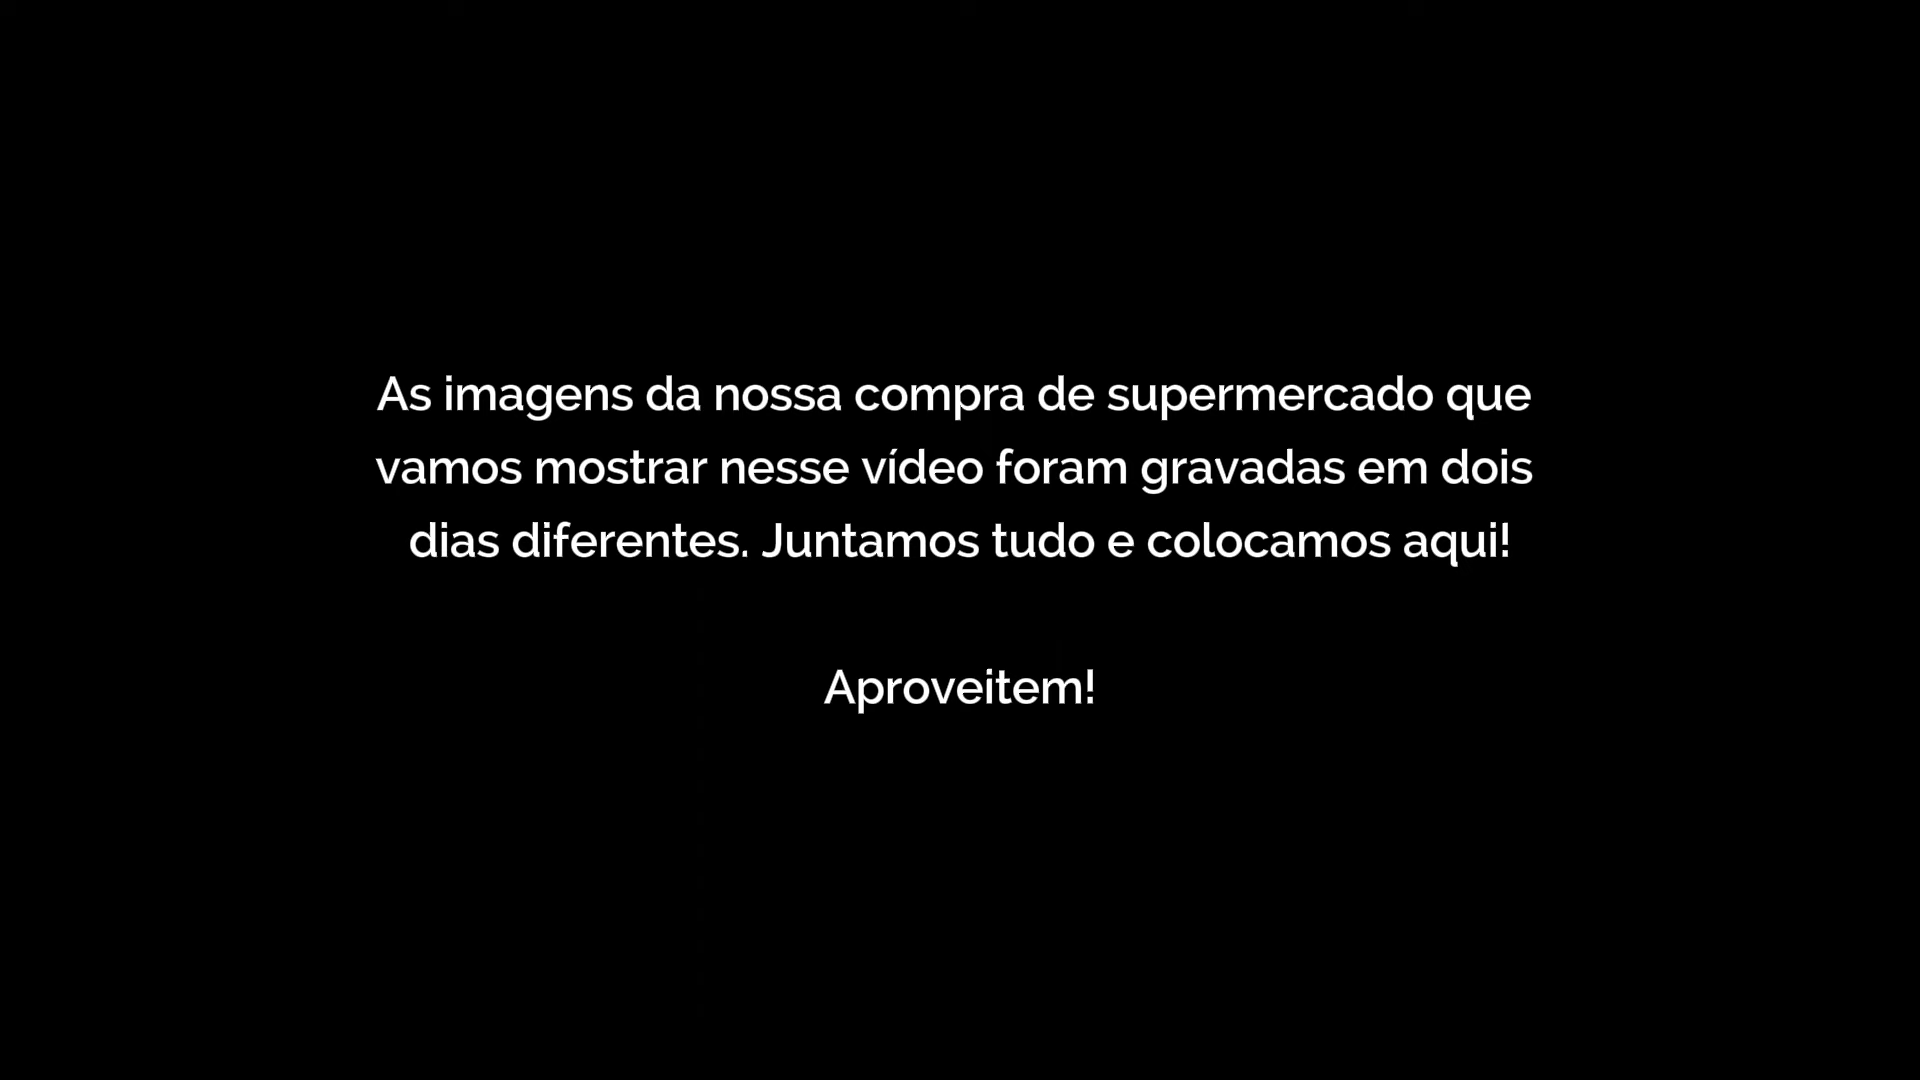 As imagens da nossa compra de supermercado que
vamos mostrar nesse vídeo foram gravadas em dois
dias diferentes. Juntamos tudo e colocamos aqui!
Aproveitem!